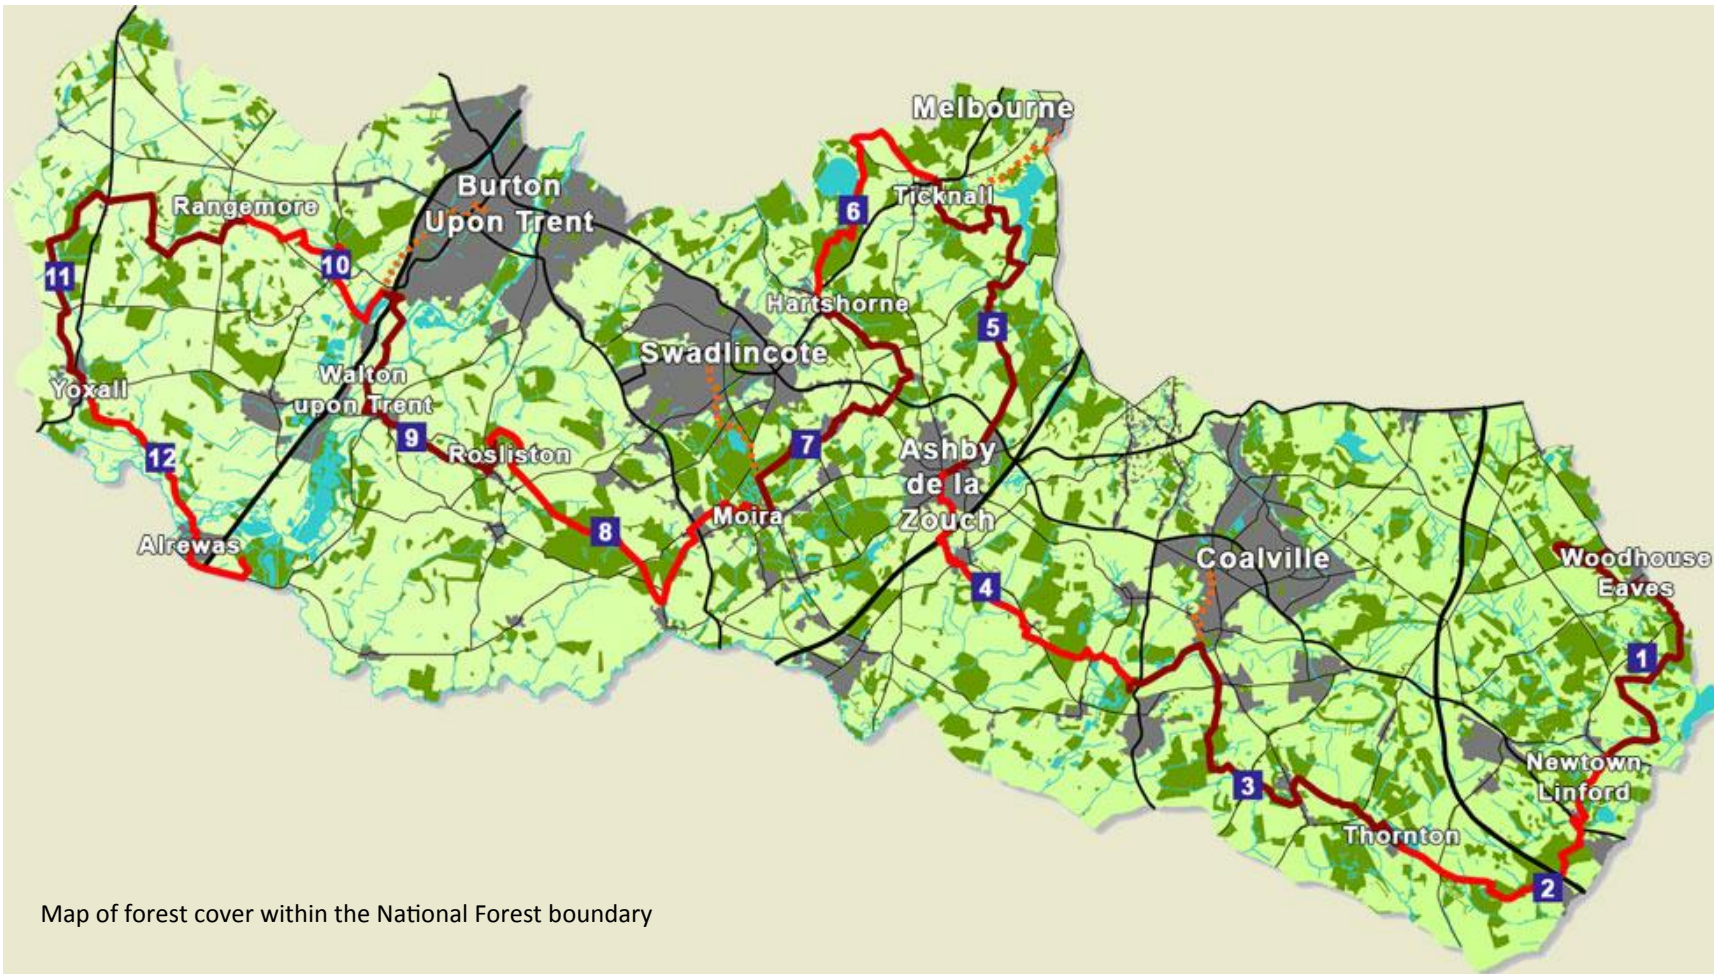 Melbourne
Burton
Upon Trent
Rangemore
Ticknall
6
10
11
Hartshorne
5
Swadlincote
Walton
upon Trent
Yoxall
9
7
Rosliston
12
Ashby
de la
Zouch
Moira
8
Alrewas
4
Coalville
Woodhouse
Eaves
1
Newtown
Linford
3
Thornton
2
Map of forest cover within the National Forest boundary